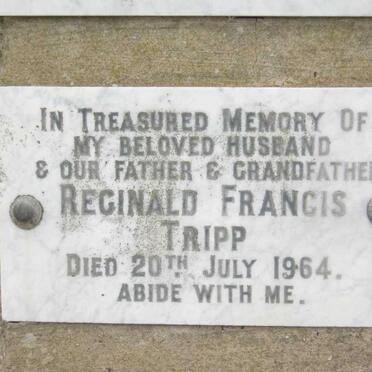 IN TREASURED MEMORY OF
MY BELOVED HUSBAND
& OUR FATHER & GRANDFATHER
REGINALD FRANCIS
TRIPP
DIED 20TH JULY 1964.
ABIDE WITH ME.